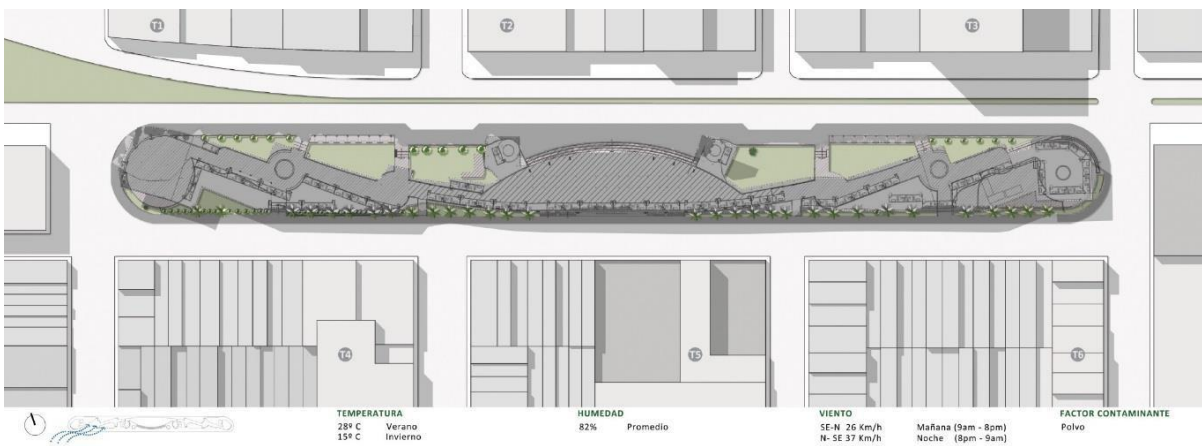 T1
T2
T3
T4
T5
T6
TEMPERATURA
28º C Verano
15º C Invierno
HUMEDAD
82% Promedio
VIENTO
SE-N 26 Km/h Mañana (9am - 8pm)
N- SE 37 Km/h Noche (8pm - 9am)
FACTOR CONTAMINANTE
Polvo